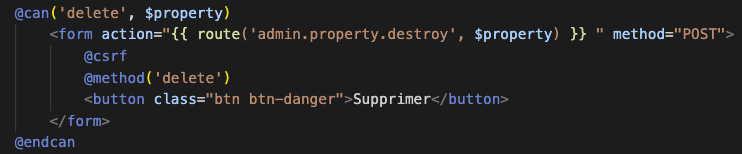 @can('delete', $property)
    <form action="{{ route('admin.property.destroy', $property) }} " method="POST">
        @csrf
        @method('delete')
        <button class="btn btn-danger">Supprimer</button>
    </form>
@endcan